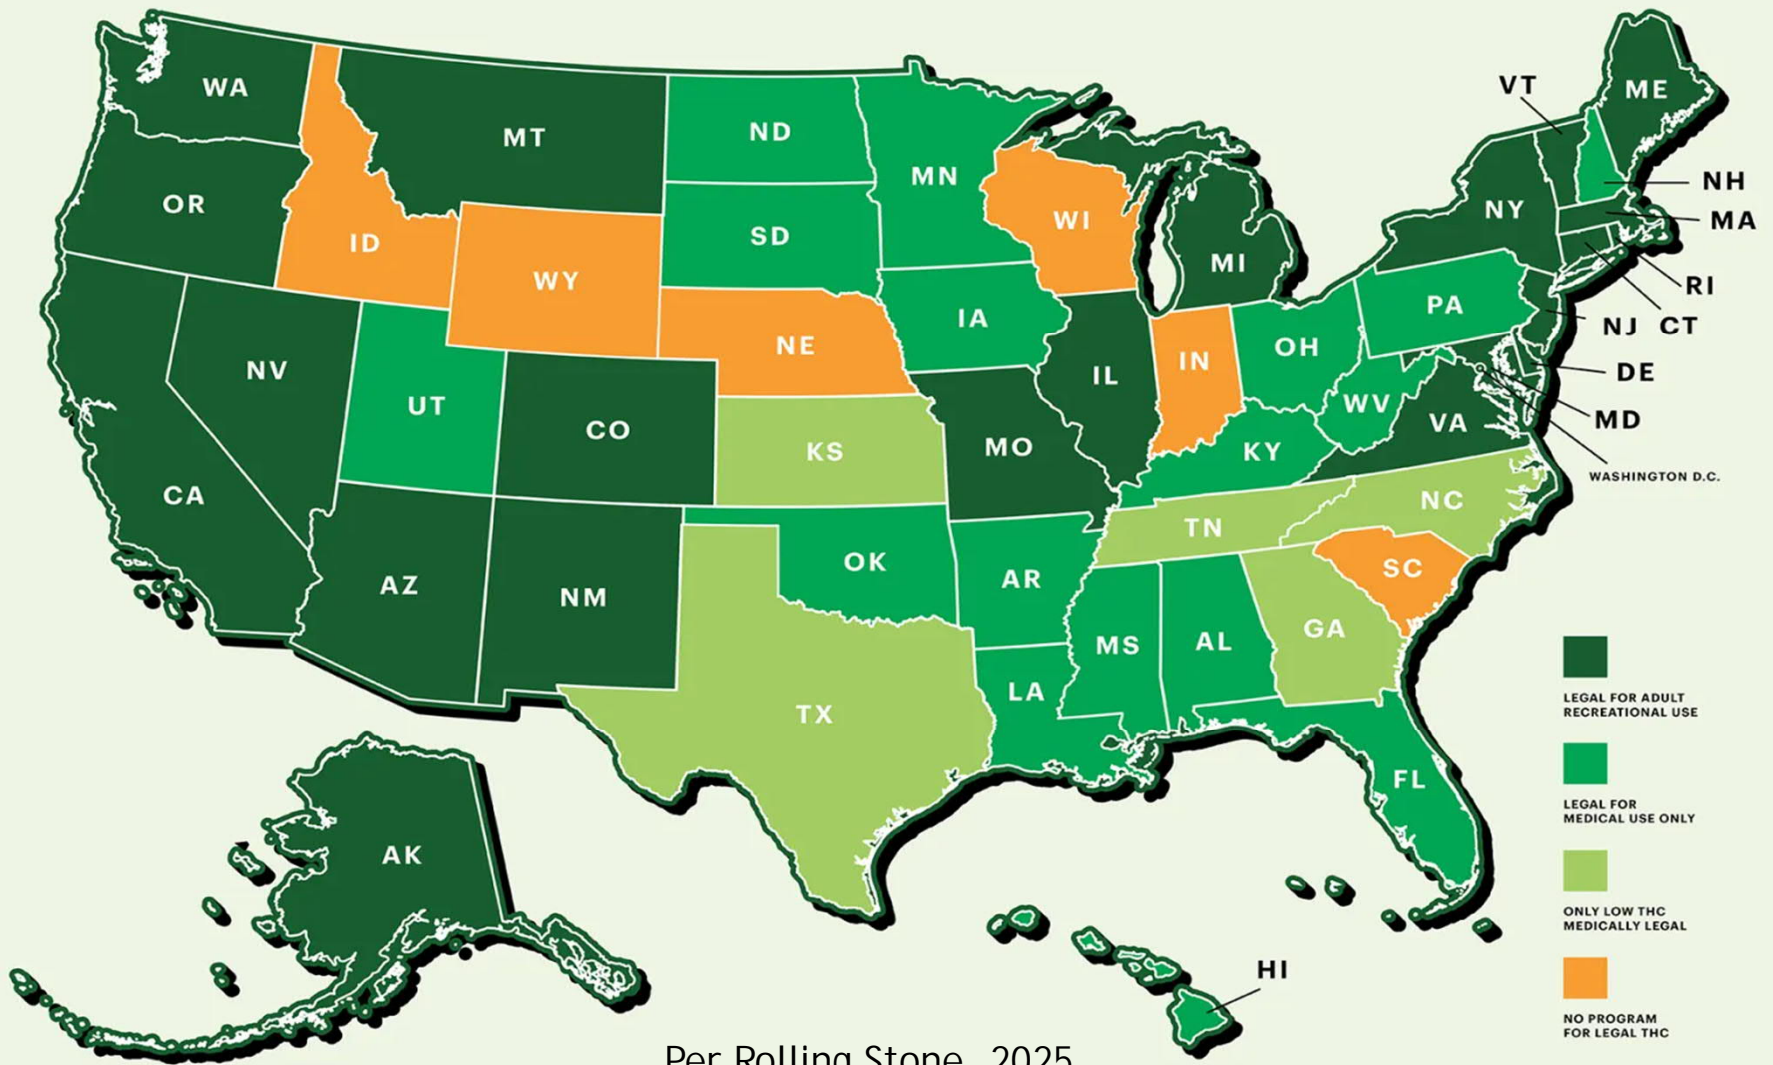 WA
MT
ND
MN
VT
ME
OR
ID
SD
WI
NY
NH
MA
WY
MI
RI
NE
IA
PA
NJ
CT
NV
UT
CO
IL
IN
OH
DE
KS
MO
WV
VA
MD
KY
WASHINGTON D.C.
CA
NC
TN
AZ
NM
OK
AR
SC
MS
AL
GA
LA
TX
FL
AK
HI
LEGAL FOR ADULT
RECREATIONAL USE
LEGAL FOR
MEDICAL USE ONLY
ONLY LOW THC
MEDICALLY LEGAL
NO PROGRAM
FOR LEGAL THC
Per Rolling Stone, 2025